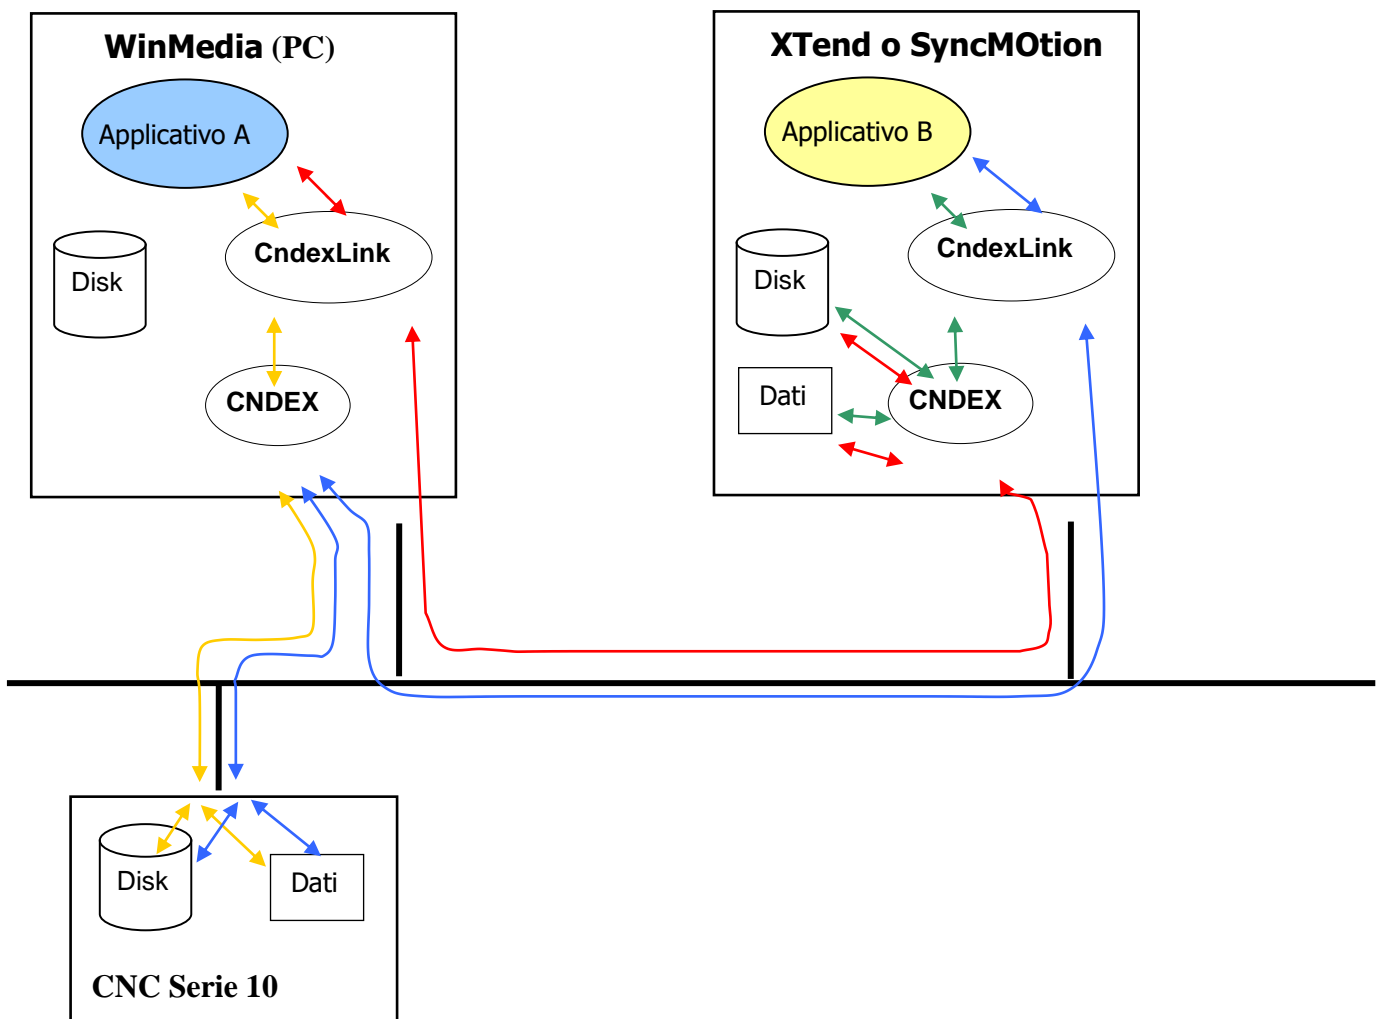 WinMedia (PC)
Applicativo A
CndexLink
Disk
CNDEX
XTend o SyncMOtion
Applicativo B
CndexLink
Disk
Dati
CNDEX
Disk
Dati
CNC Serie 10